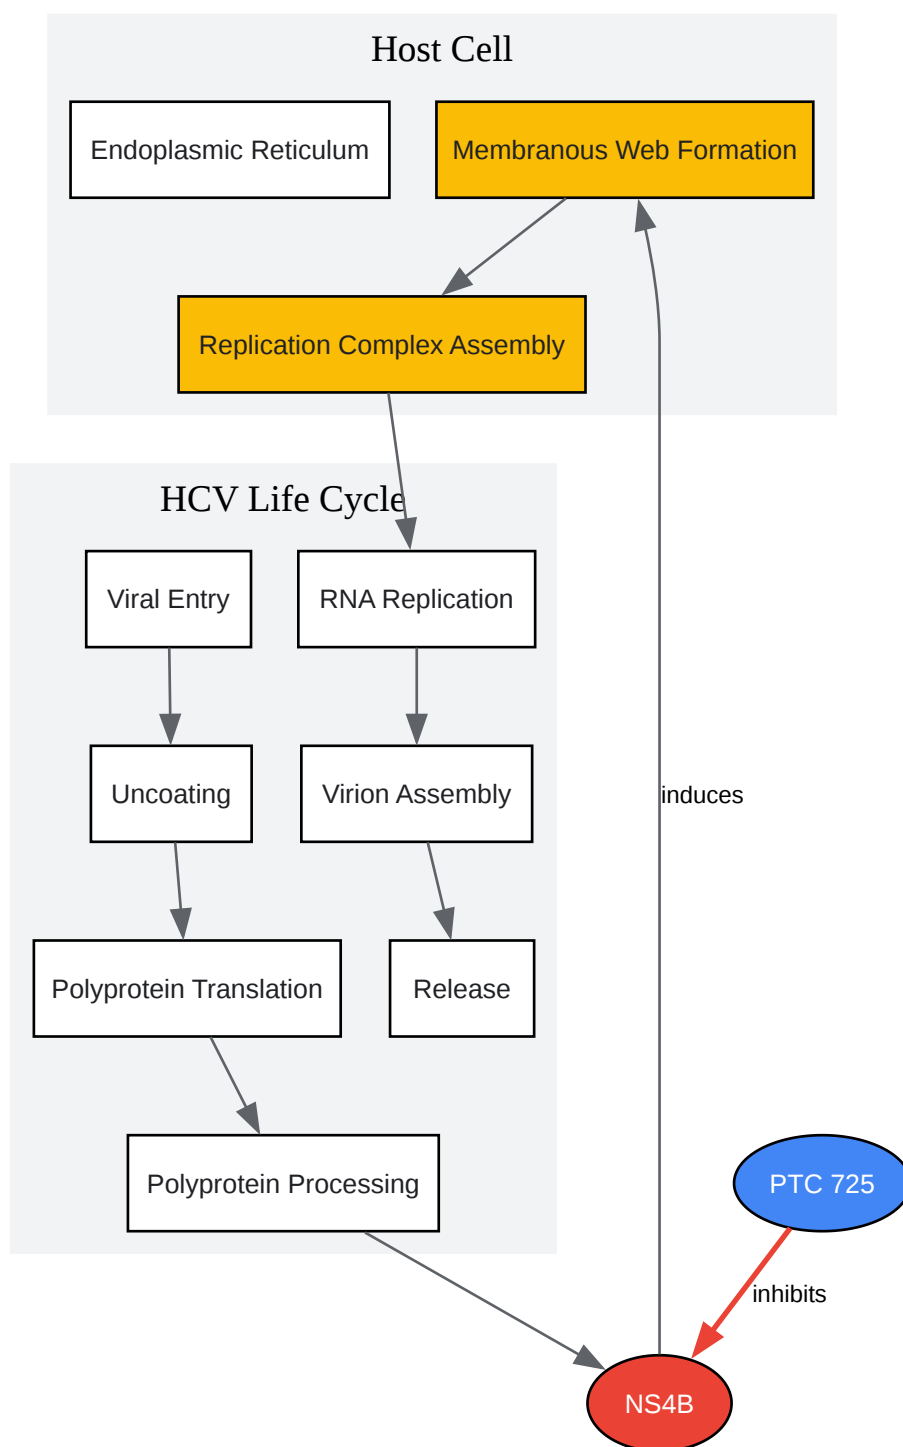 Host Cell
Endoplasmic Reticulum
Membranous Web Formation
Replication Complex Assembly
HCV Life Cycle
Viral Entry
RNA Replication
Uncoating
Virion Assembly
induces
Polyprotein Translation
Release
Polyprotein Processing
PTC 725
inhibits
NS4B